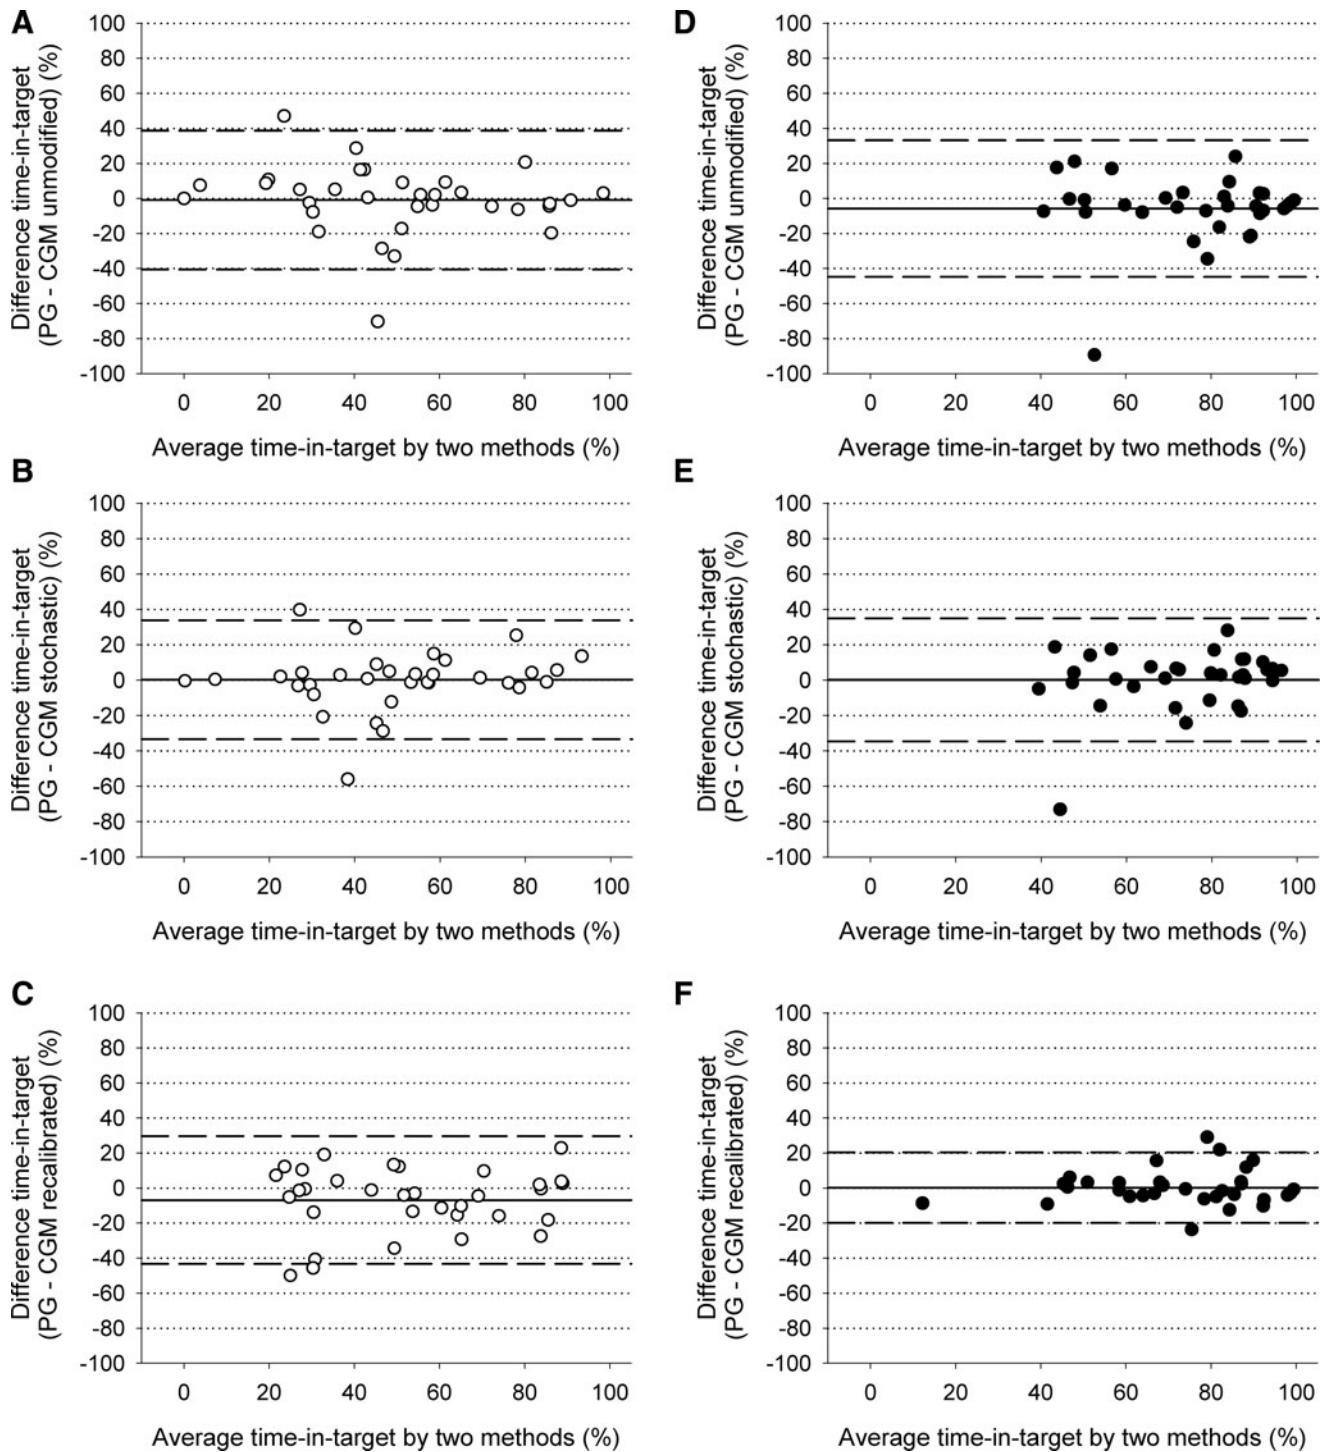 A
Difference time-in-target
(PG - CGM unmodified) (%)
100
80
60
40
20
0
-20
-40
-60
-80
-100
0 20 40 60 80 100
Average time-in-target by two methods (%)
B
Difference time-in-target
(PG - CGM stochastic) (%)
100
80
60
40
20
0
-20
-40
-60
-80
-100
0 20 40 60 80 100
Average time-in-target by two methods (%)
C
Difference time-in-target
(PG - CGM recalibrated) (%)
100
80
60
40
20
0
-20
-40
-60
-80
-100
0 20 40 60 80 100
Average time-in-target by two methods (%)
D
Difference time-in-target
(PG - CGM unmodified) (%)
100
80
60
40
20
0
-20
-40
-60
-80
-100
0 20 40 60 80 100
Average time-in-target by two methods (%)
E
Difference time-in-target
(PG - CGM stochastic) (%)
100
80
60
40
20
0
-20
-40
-60
-80
-100
0 20 40 60 80 100
Average time-in-target by two methods (%)
F
Difference time-in-target
(PG - CGM recalibrated) (%)
100
80
60
40
20
0
-20
-40
-60
-80
-100
0 20 40 60 80 100
Average time-in-target by two methods (%)